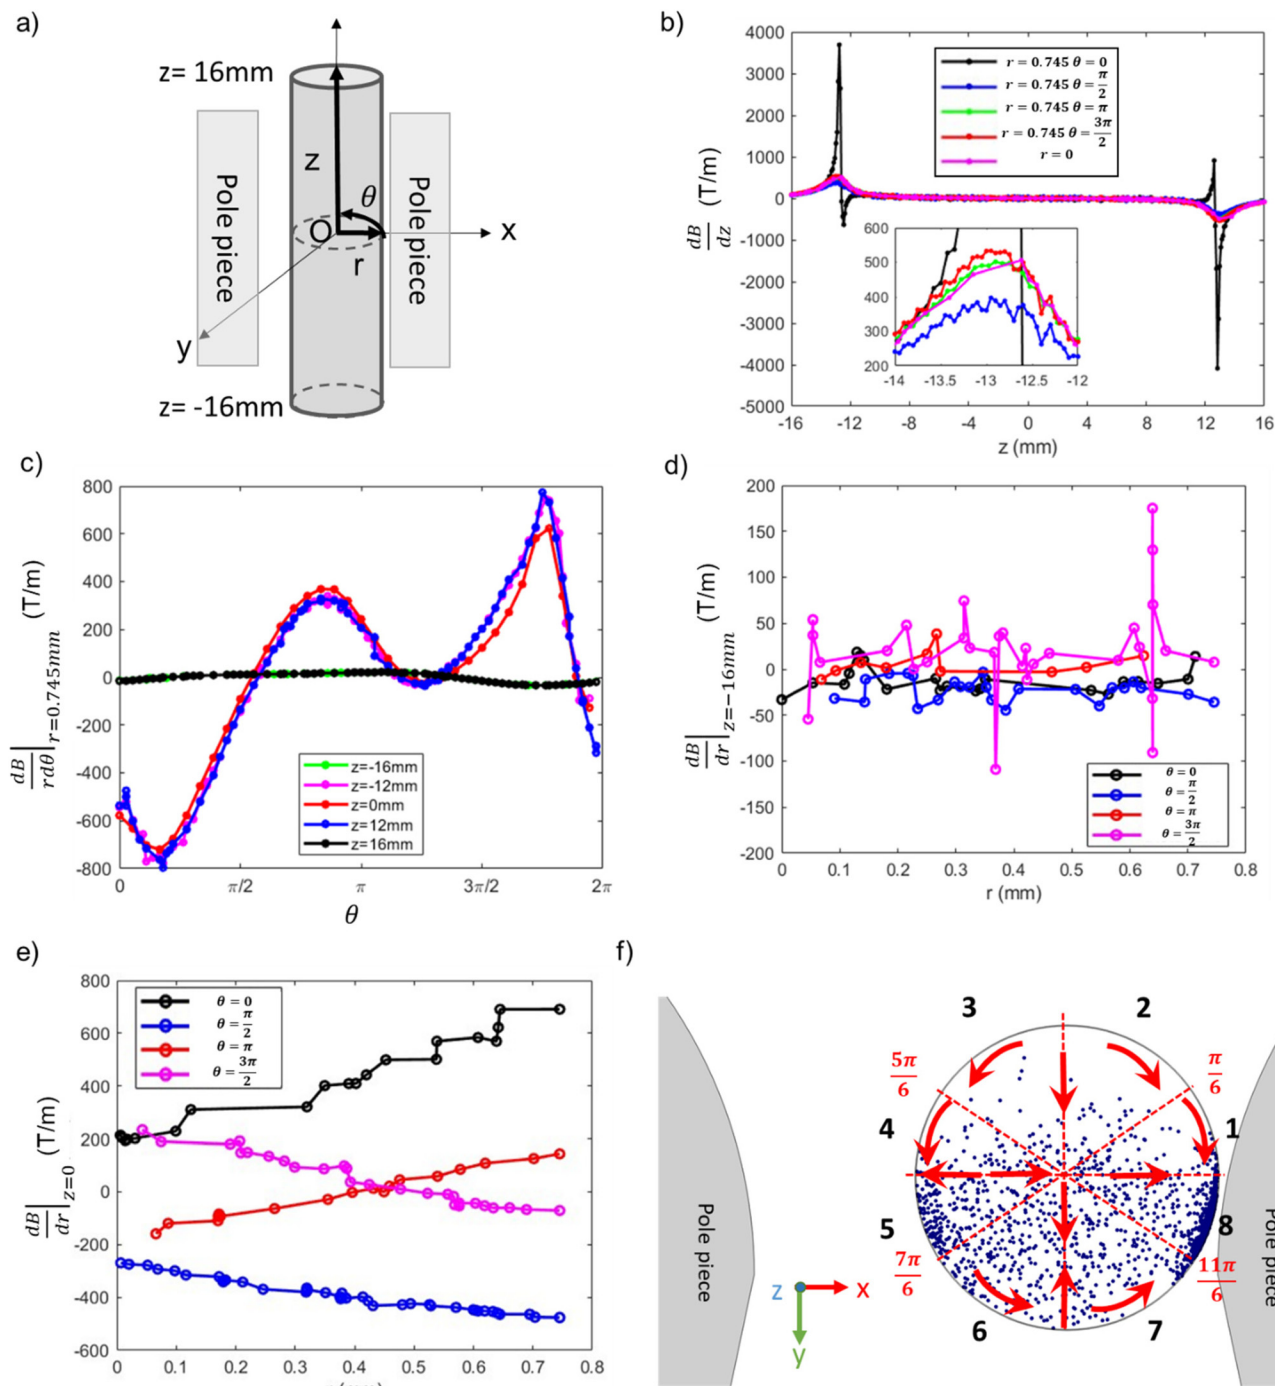 a)
z= 16mm
Pole piece
z
θ
O
r
x
Pole piece
y
z= -16mm
b)
dB/dz (T/m)
4000
3000
2000
1000
0
-1000
-2000
-3000
-4000
-5000
r = 0.745 θ = 0
r = 0.745 θ = π/2
r = 0.745 θ = π
r = 0.745 θ = 3π/2
r = 0
600
500
400
300
200
-14 -13.5 -13 -12.5 -12
-16 -12 -8 -4 0 4 8 12 16
z (mm)
c)
dB/rdθ|r=0.745mm (T/m)
800
600
400
200
0
-200
-400
-600
-800
z=-16mm
z=-12mm
z=0mm
z=12mm
z=16mm
0 π/2 π 3π/2 2π
θ
d)
dB/dr|z=−16mm (T/m)
200
150
100
50
0
-50
-100
-150
-200
θ = 0
θ = π/2
θ = π
θ = 3π/2
0 0.1 0.2 0.3 0.4 0.5 0.6 0.7 0.8
r (mm)
e)
dB/dr|z=0 (T/m)
800
600
400
200
0
-200
-400
-600
θ = 0
θ = π/2
θ = π
θ = 3π/2
0 0.1 0.2 0.3 0.4 0.5 0.6 0.7 0.8
f)
3
2
5π/6
π/6
4
1
5
8
7π/6
11π/6
6
7
Pole piece
Pole piece
z
x
y